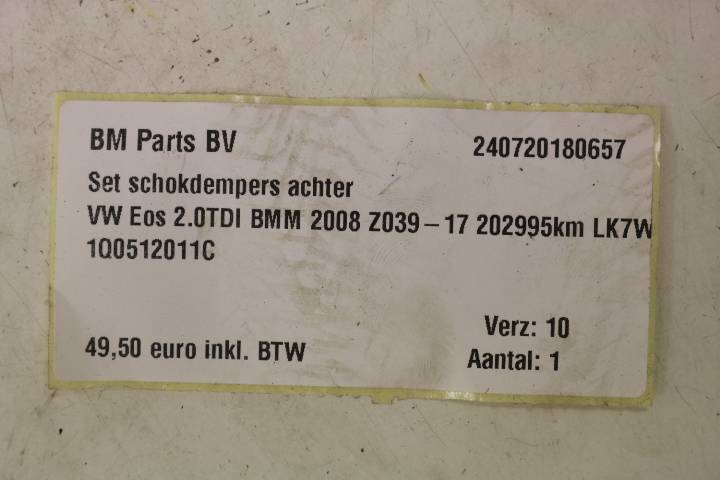 BM Parts BV 240720180657
Set schokdempers achter
VW Eos 2.0TDI BMM 2008 Z039-17 202995km LK7W
1Q0512011C
Verz: 10
49,50 euro inkl. BTW
Aantal: 1